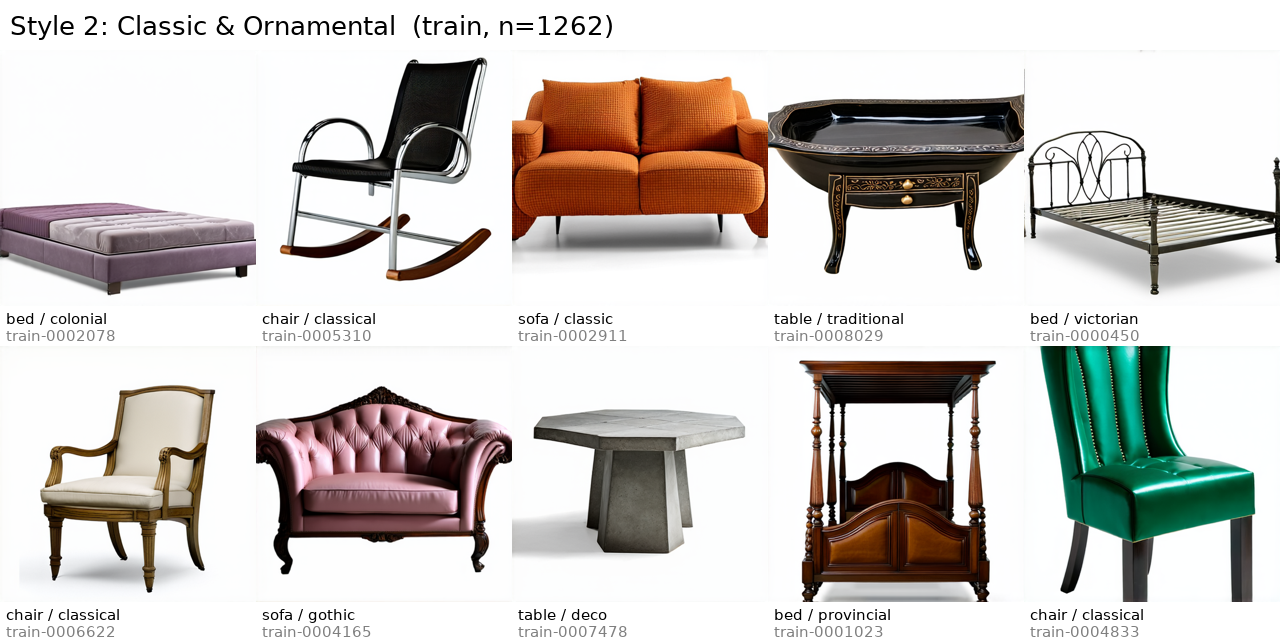 Style 2: Classic & Ornamental (train, n=1262)
bed / colonial
train-0002078
chair / classical
train-0005310
sofa / classic
train-0002911
table / traditional
train-0008029
bed / victorian
train-0000450
chair / classical
train-0006622
sofa / gothic
train-0004165
table / deco
train-0007478
bed / provincial
train-0001023
chair / classical
train-0004833